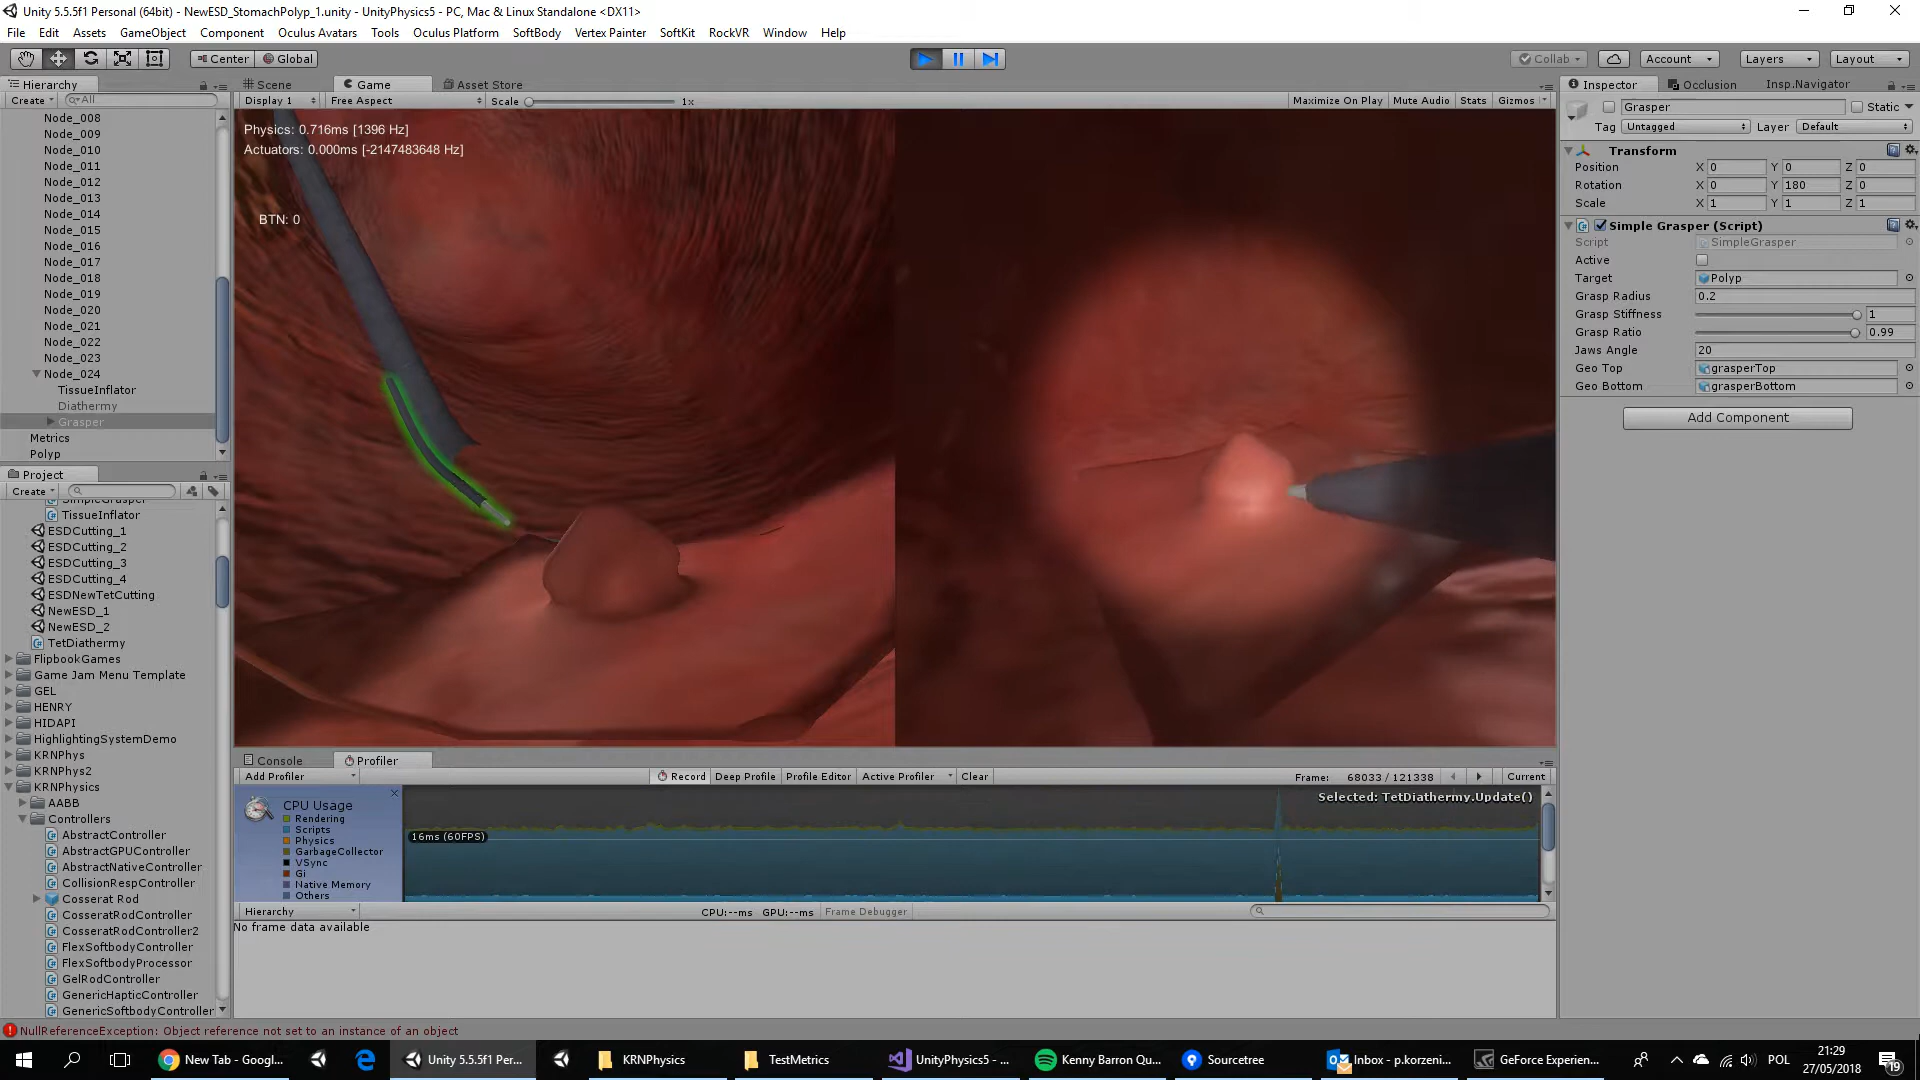 Unity 5.5.5f1 Personal (64bit) - NewESD_StomachPolyp_1.unity - UnityPhysics5 - PC, Mac & Linux Standalone <DX11>
File Edit Assets GameObject Component Oculus Avatars Tools Oculus Platform SoftBody Vertex Painter SoftKit RockVR Window Help
Center Global Collab Account Layers Layout
Hierarchy
Create All
Node_008
Node_009
Node_010
Node_011
Node_012
Node_013
Node_014
Node_015
Node_016
Node_017
Node_018
Node_019
Node_020
Node_021
Node_022
Node_023
Node_024
TissueInflator
Diathermy
Grasper
Metrics
Polyp
Project
Create
SimpleGrasper
TissueInflator
ESDCutting_1
ESDCutting_2
ESDCutting_3
ESDCutting_4
ESDNewTetCutting
NewESD_1
NewESD_2
TetDiathermy
FlipbookGames
Game Jam Menu Template
GEL
HENRY
HIDAPI
HighlightingSystemDemo
KRNPhys
KRNPhys2
KRNPhysics
AABB
Controllers
AbstractController
AbstractGPUController
AbstractNativeController
CollisionRespController
Cosserat Rod
CosseratRodController
CosseratRodController2
FlexSoftbodyController
FlexSoftbodyProcessor
GelRodController
GenericHapticController
GenericSoftbodyController
Scene Game Asset Store
Display 1 Free Aspect Scale 1x Maximize On Play Mute Audio Stats Gizmos
Physics: 0.716ms [1396 Hz]
Actuators: 0.000ms [-2147483648 Hz]
BTN: 0
Console Profiler
Add Profiler Record Deep Profile Profile Editor Active Profiler Clear Frame: 68033 / 121338 Current
CPU Usage
Rendering
Scripts
Physics
GarbageCollector
VSync
Gi
Native Memory
Others
16ms (60FPS)
Selected: TetDiathermy.Update()
Hierarchy CPU:--ms GPU:--ms Frame Debugger
No frame data available
Inspector Occlusion Insp.Navigator
Grasper Static
Tag Untagged Layer Default
Transform
Position X 0 Y 0 Z 0
Rotation X 0 Y 180 Z 0
Scale X 1 Y 1 Z 1
Simple Grasper (Script)
Script SimpleGrasper
Active
Target Polyp
Grasp Radius 0.2
Grasp Stiffness 1
Grasp Ratio 0.99
Jaws Angle 20
Geo Top grasperTop
Geo Bottom grasperBottom
Add Component
NullReferenceException: Object reference not set to an instance of an object
New Tab - Googl... Unity 5.5.5f1 Per... KRNPhysics TestMetrics UnityPhysics5 - ... Kenny Barron Qu... Sourcetree Inbox - p.korzeni... GeForce Experien... POL
21:29
27/05/2018
19